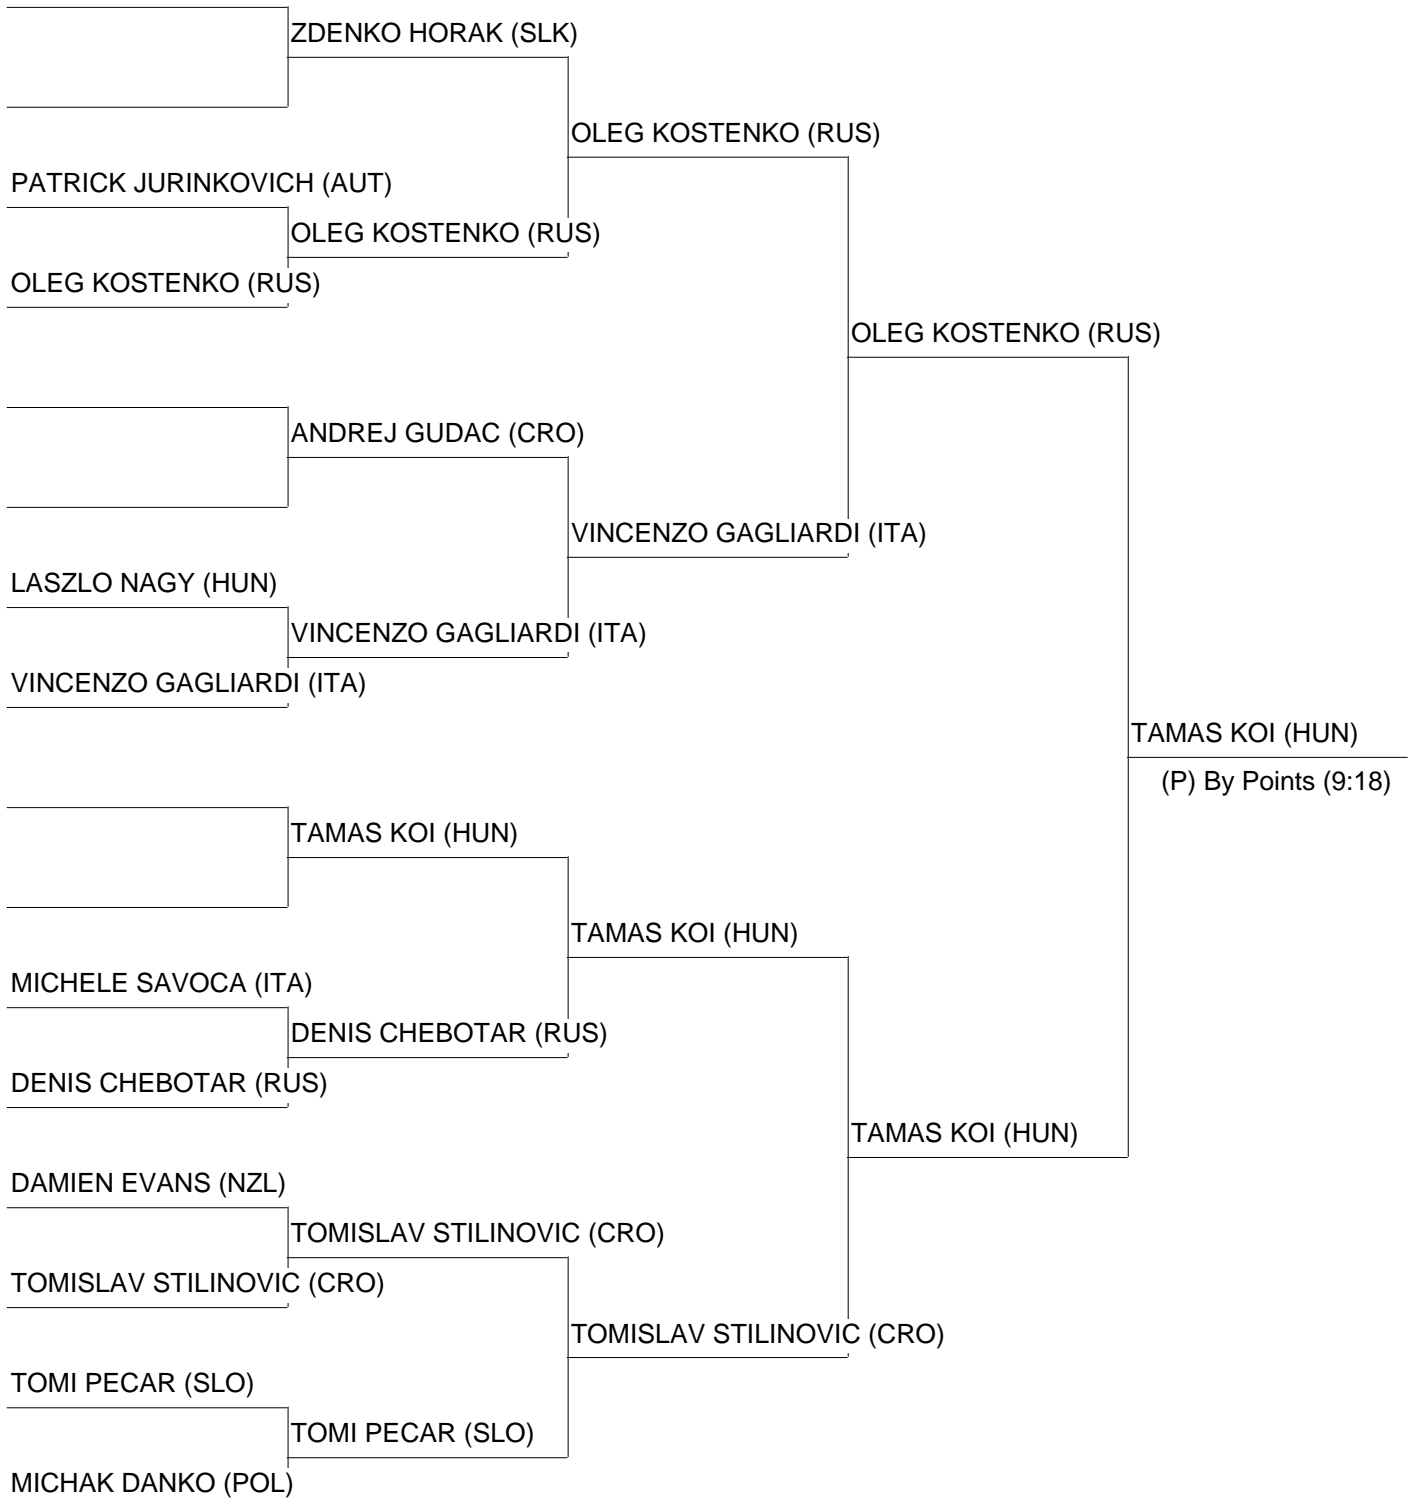 ZDENKO HORAK (SLK)
OLEG KOSTENKO (RUS)
PATRICK JURINKOVICH (AUT)
OLEG KOSTENKO (RUS)
OLEG KOSTENKO (RUS)
OLEG KOSTENKO (RUS)
ANDREJ GUDAC (CRO)
VINCENZO GAGLIARDI (ITA)
LASZLO NAGY (HUN)
VINCENZO GAGLIARDI (ITA)
VINCENZO GAGLIARDI (ITA)
TAMAS KOI (HUN)
(P) By Points (9:18)
TAMAS KOI (HUN)
TAMAS KOI (HUN)
MICHELE SAVOCA (ITA)
DENIS CHEBOTAR (RUS)
DENIS CHEBOTAR (RUS)
TAMAS KOI (HUN)
DAMIEN EVANS (NZL)
TOMISLAV STILINOVIC (CRO)
TOMISLAV STILINOVIC (CRO)
TOMISLAV STILINOVIC (CRO)
TOMI PECAR (SLO)
TOMI PECAR (SLO)
MICHAK DANKO (POL)